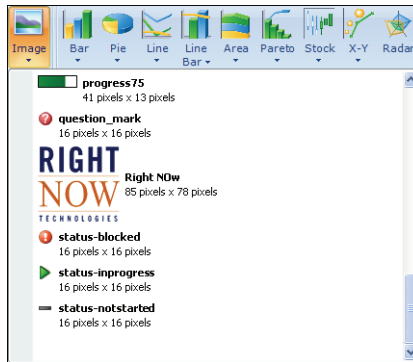 Image
Bar
Pie
Line
Line
Bar
Area
Pareto
Stock
X-Y
Radar
progress75
41 pixels x 13 pixels
question_mark
16 pixels x 16 pixels
RIGHT
NOW
TECHNOLOGIES
Right NOw
85 pixels x 78 pixels
status-blocked
16 pixels x 16 pixels
status-inprogress
16 pixels x 16 pixels
status-notstarted
16 pixels x 16 pixels